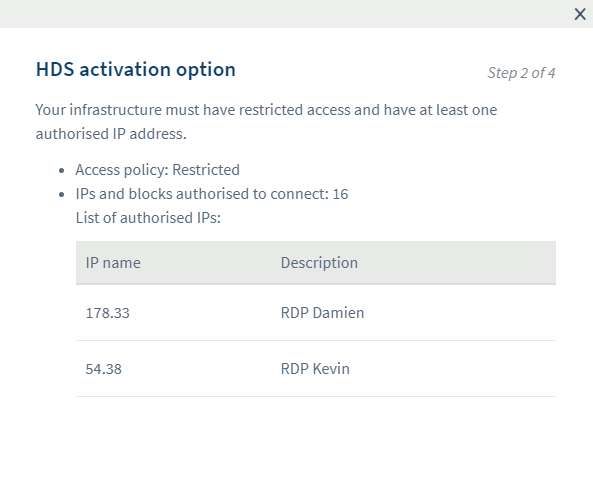 HDS activation option
Step 2 of 4
Your infrastructure must have restricted access and have at least one
authorised IP address.
• Access policy: Restricted
• IPs and blocks authorised to connect: 16
List of authorised IPs:
IP name Description
178.33 RDP Damien
54.38 RDP Kevin